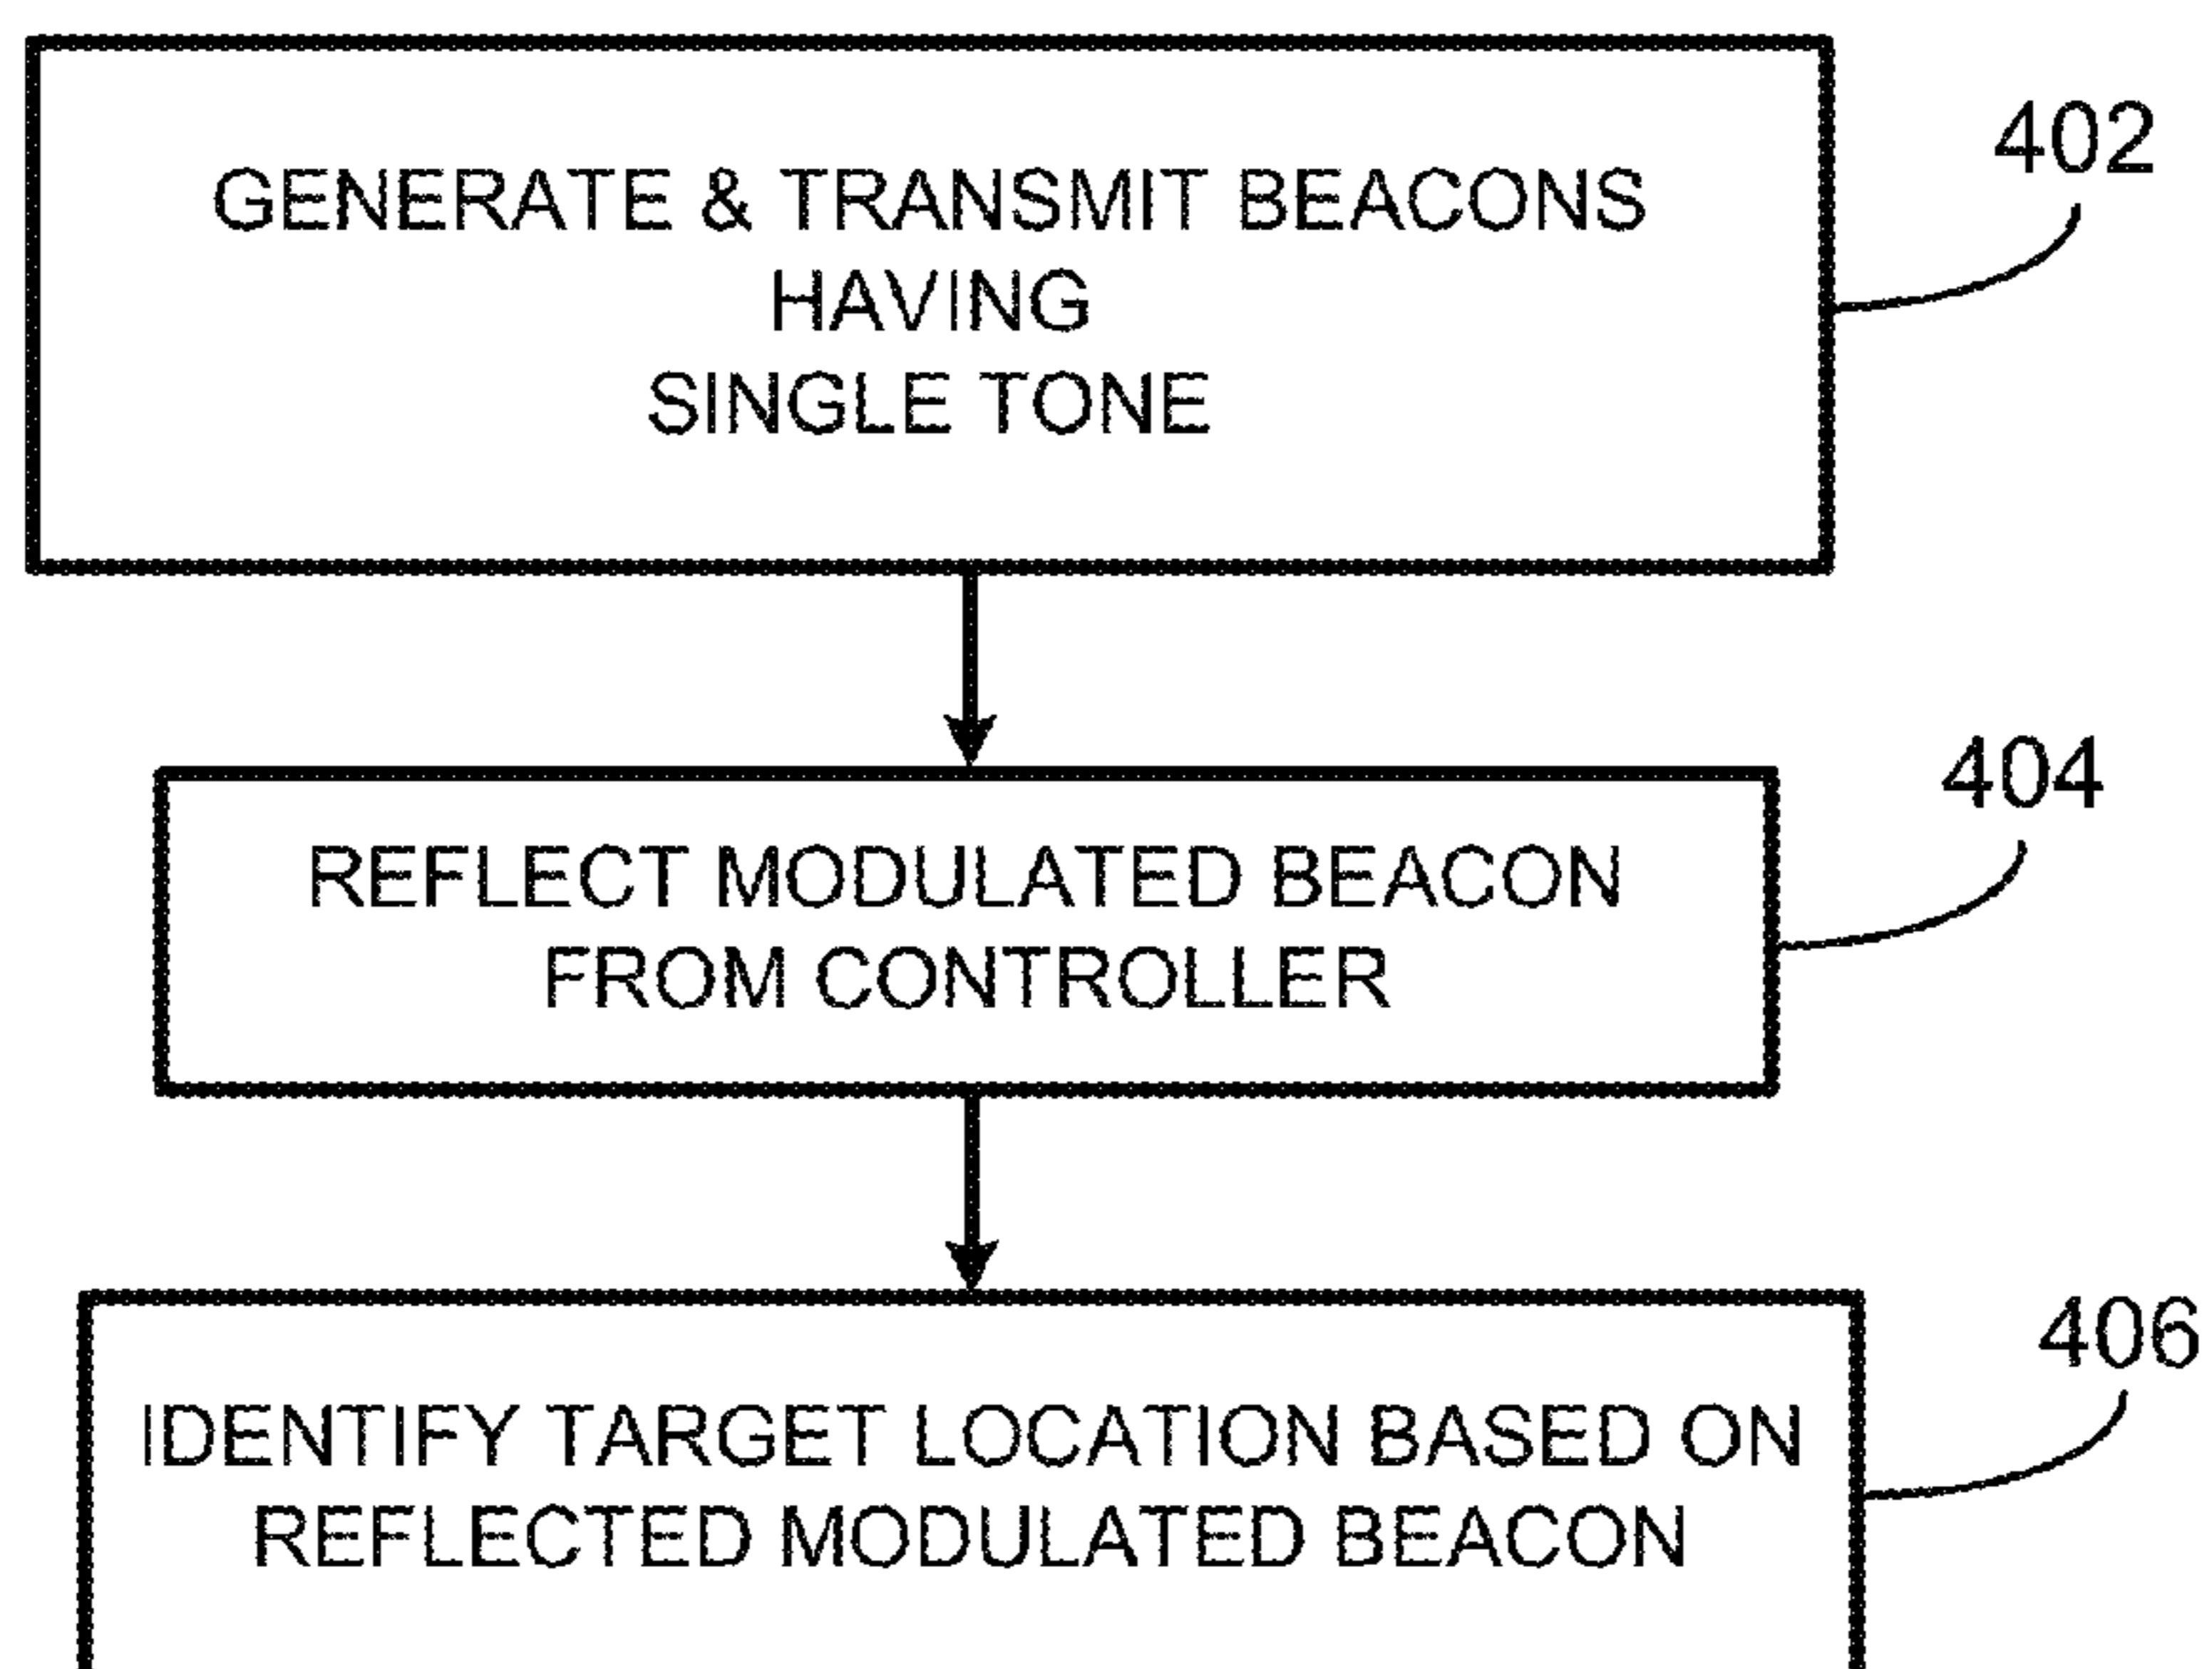 GENERATE & TRANSMIT BEACONS
HAVING
SINGLE TONE
402
REFLECT MODULATED BEACON
FROM CONTROLLER
404
IDENTIFY TARGET LOCATION BASED ON
REFLECTED MODULATED BEACON
406